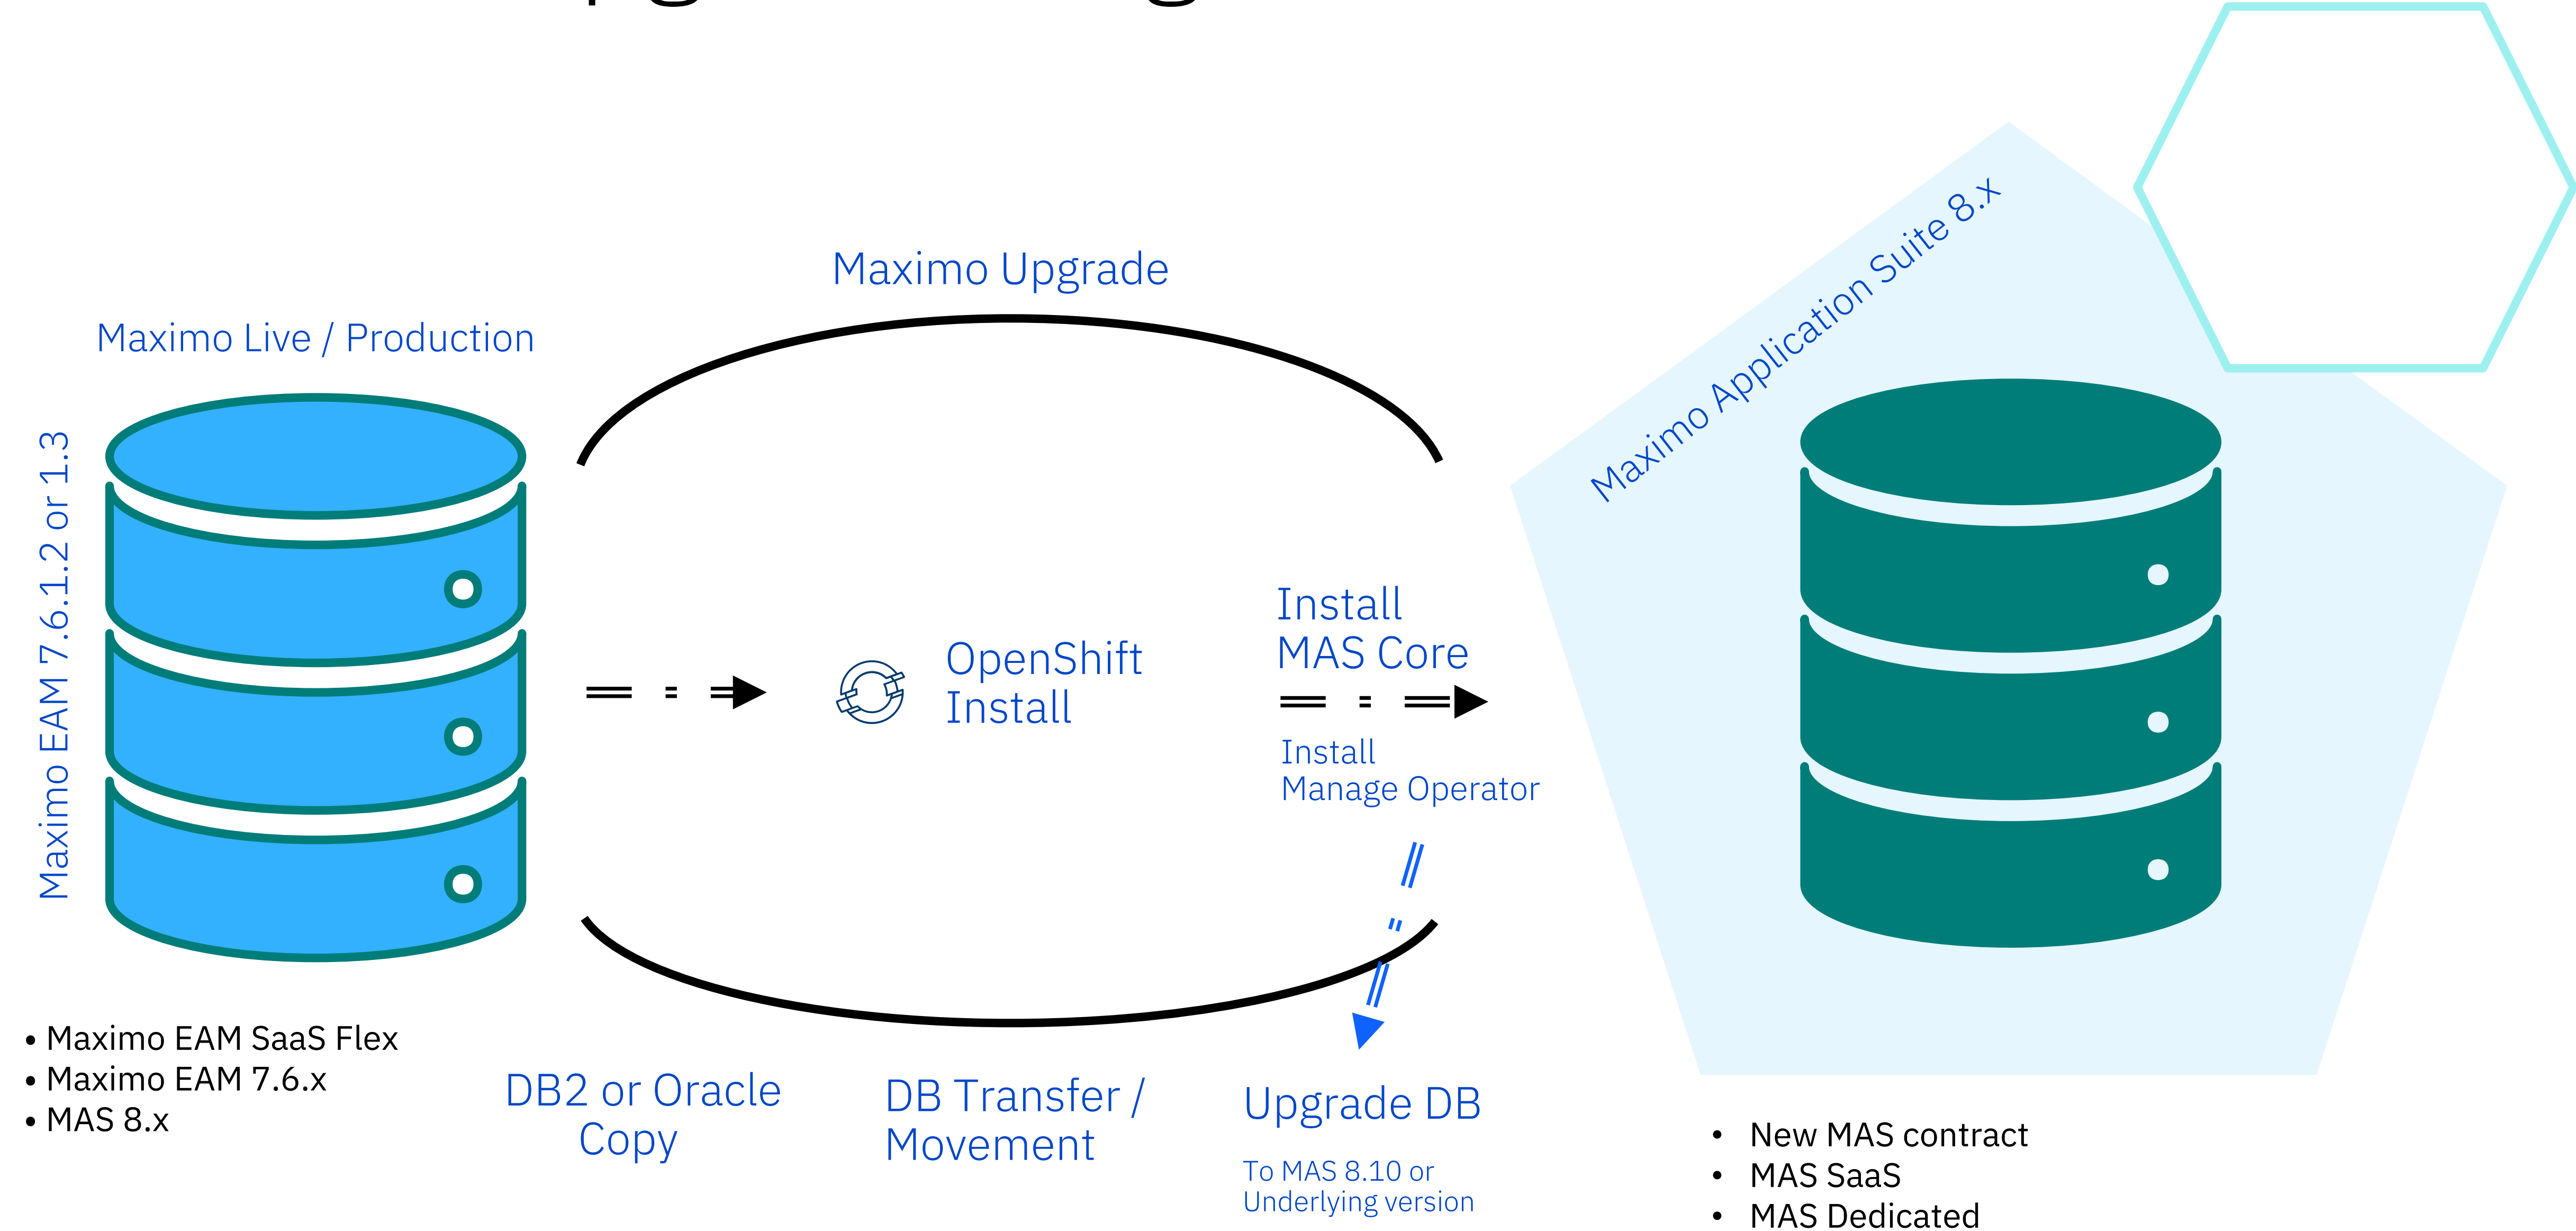 Maximo Upgrade
Maximo Live / Production
Maximo EAM 7.6.1.2 or 1.3
OpenShift
Install
Install
MAS Core
Install
Manage Operator
Maximo Application Suite 8.x
• Maximo EAM SaaS Flex
• Maximo EAM 7.6.x
• MAS 8.x
DB2 or Oracle
Copy
DB Transfer /
Movement
Upgrade DB
To MAS 8.10 or
Underlying version
• New MAS contract
• MAS SaaS
• MAS Dedicated